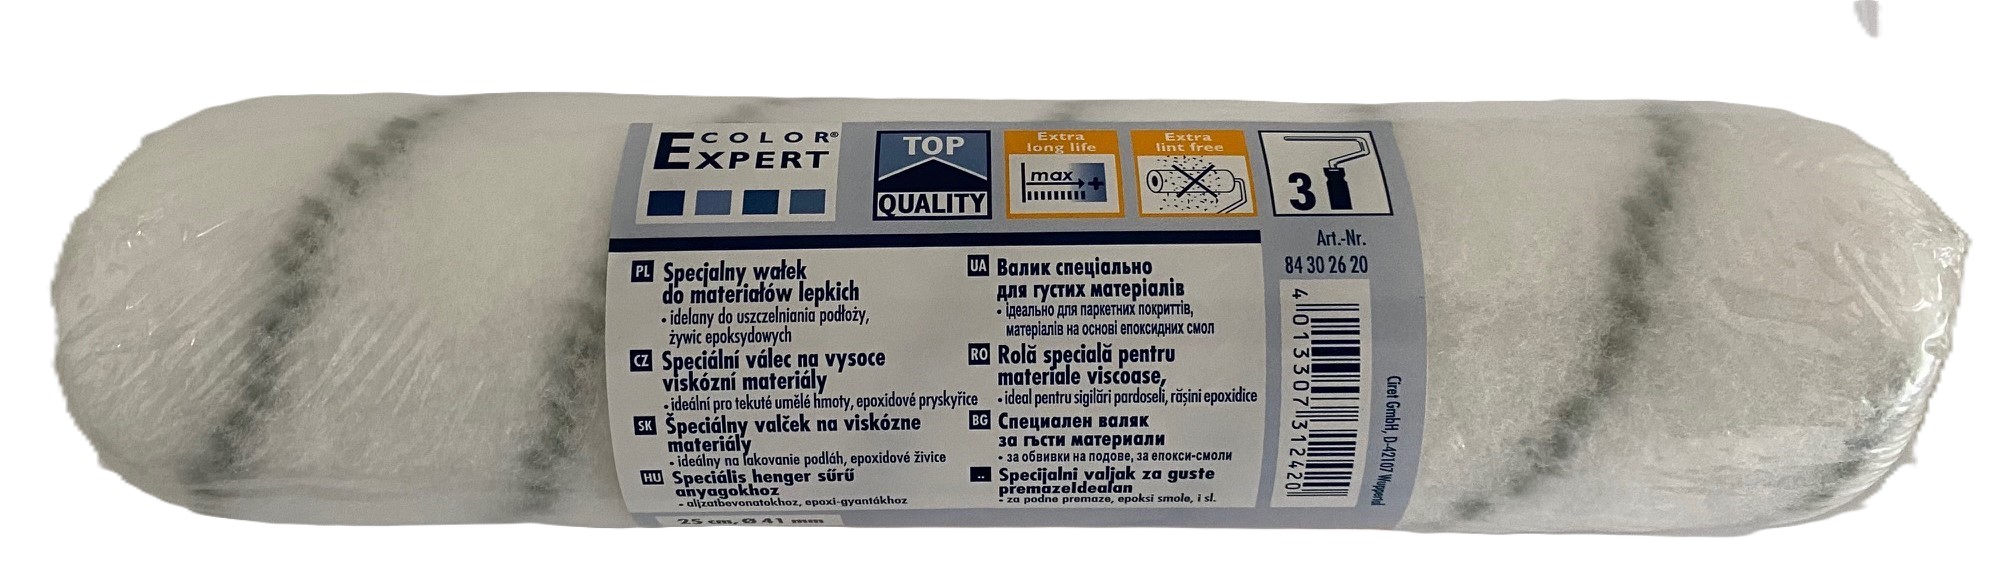 ECOLOR®
EXPERT
TOP
QUALITY
Extra
long life
max +
Extra
lint free
3
Art.-Nr.
84 30 26 20
4 013307 312420
Ciret GmbH, D-42107 Wuppertal
PL Specjalny wałek
do materiałów lepkich
• idelany do uszczelniania podłoży,
żywic epoksydowych
CZ Speciální válec na vysoce
viskózní materiály
• ideální pro tekuté umělé hmoty, epoxidové pryskyřice
SK Špeciálny valček na viskózne
materiály
• ideálny na lakovanie podláh, epoxidové živice
HU Speciális henger sűrű
anyagokhoz
- aljzatbevonatokhoz, epoxi-gyantákhoz
UA Валик спеціально
для густих матеріалів
• ідеально для паркетних покриттів,
матеріалів на основі епоксидних смол
RO Rolă specială pentru
materiale viscoase,
• ideal pentru sigilări pardoseli, rășini epoxidice
BG Специален валяк
за гъсти материали
• за обвивки на подове, за епокси-смоли
Specijalni valjak za guste
premazeIdealan
- za podne premaze, epoksi smole, i sl.
25 cm, Ø 41 mm